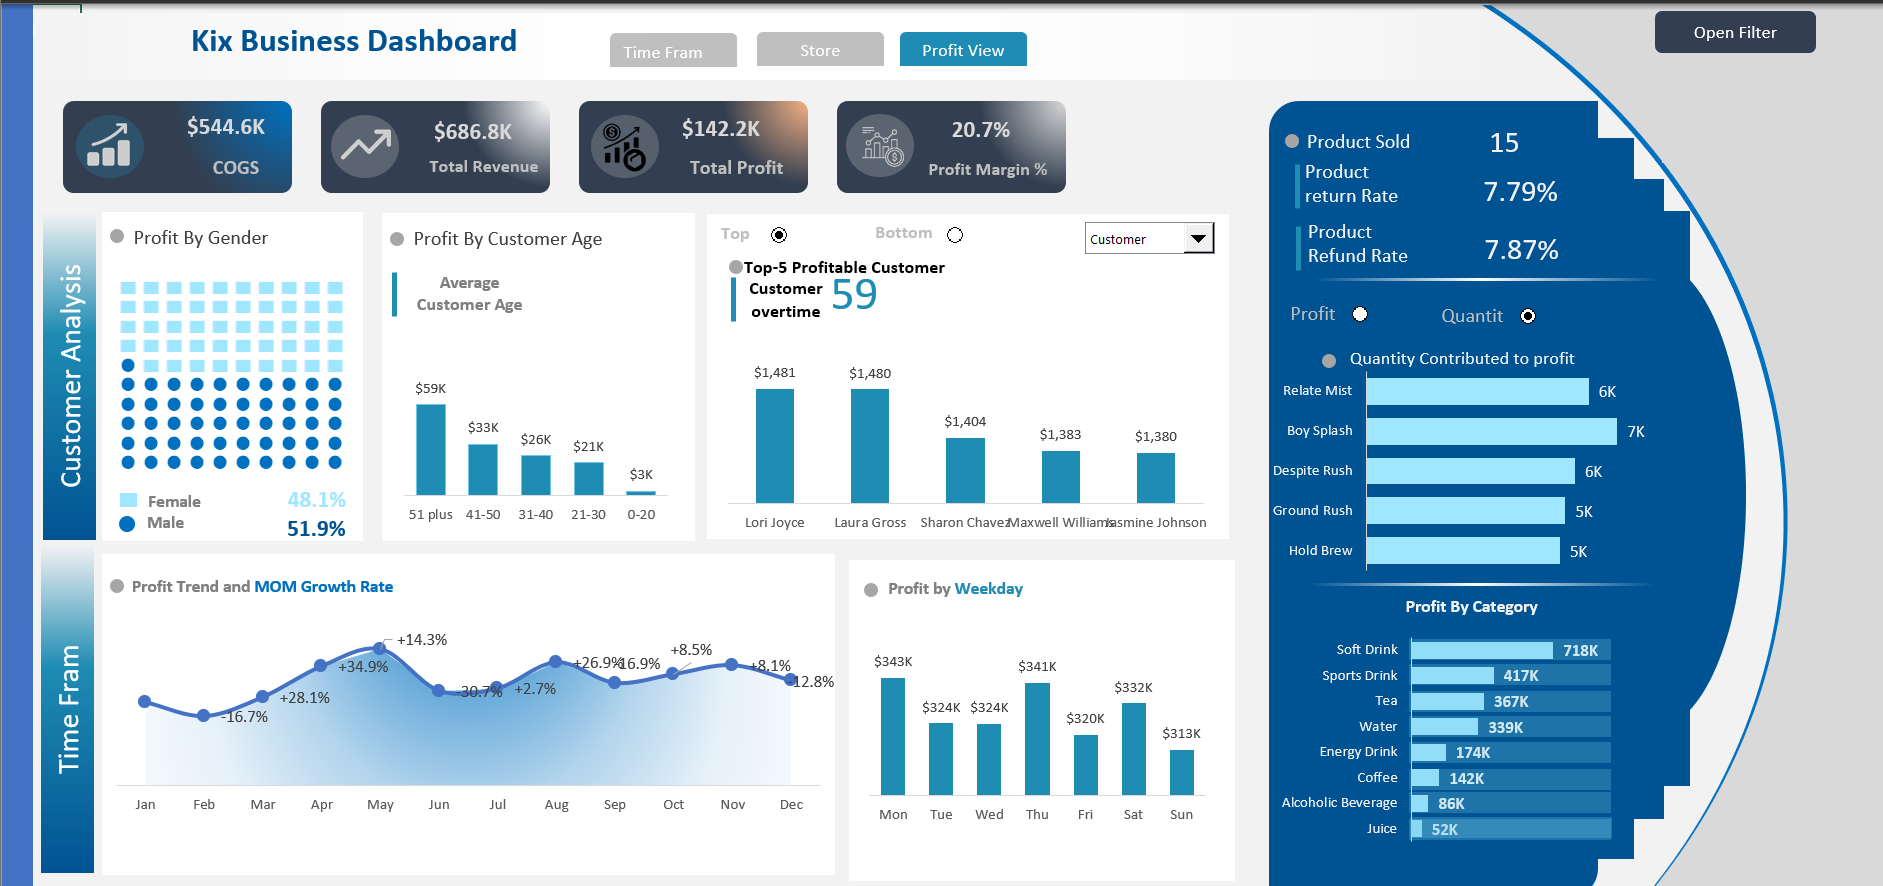 Kix Business Dashboard
Time Fram
Store
Profit View
Open Filter
$544.6K
COGS
$686.8K
Total Revenue
$142.2K
Total Profit
20.7%
Profit Margin %
Customer Analysis
Profit By Gender
Female
48.1%
Male
51.9%
Profit By Customer Age
Average
Customer Age
$59K
$33K
$26K
$21K
$3K
51 plus
41-50
31-40
21-30
0-20
Top
Bottom
Customer
Top-5 Profitable Customer
Customer
overtime
59
$1,481
$1,480
$1,404
$1,383
$1,380
Lori Joyce
Laura Gross
Sharon Chavez
Maxwell Williams
Jasmine Johnson
Time Fram
Profit Trend and MOM Growth Rate
-16.7%
+28.1%
+34.9%
+14.3%
-30.7%
+2.7%
+26.9%
-16.9%
+8.5%
+8.1%
-12.8%
Jan
Feb
Mar
Apr
May
Jun
Jul
Aug
Sep
Oct
Nov
Dec
Profit by Weekday
$343K
$324K
$324K
$341K
$320K
$332K
$313K
Mon
Tue
Wed
Thu
Fri
Sat
Sun
Product Sold
15
Product
return Rate
7.79%
Product
Refund Rate
7.87%
Profit
Quantit
Quantity Contributed to profit
Relate Mist
6K
Boy Splash
7K
Despite Rush
6K
Ground Rush
5K
Hold Brew
5K
Profit By Category
Soft Drink
718K
Sports Drink
417K
Tea
367K
Water
339K
Energy Drink
174K
Coffee
142K
Alcoholic Beverage
86K
Juice
52K